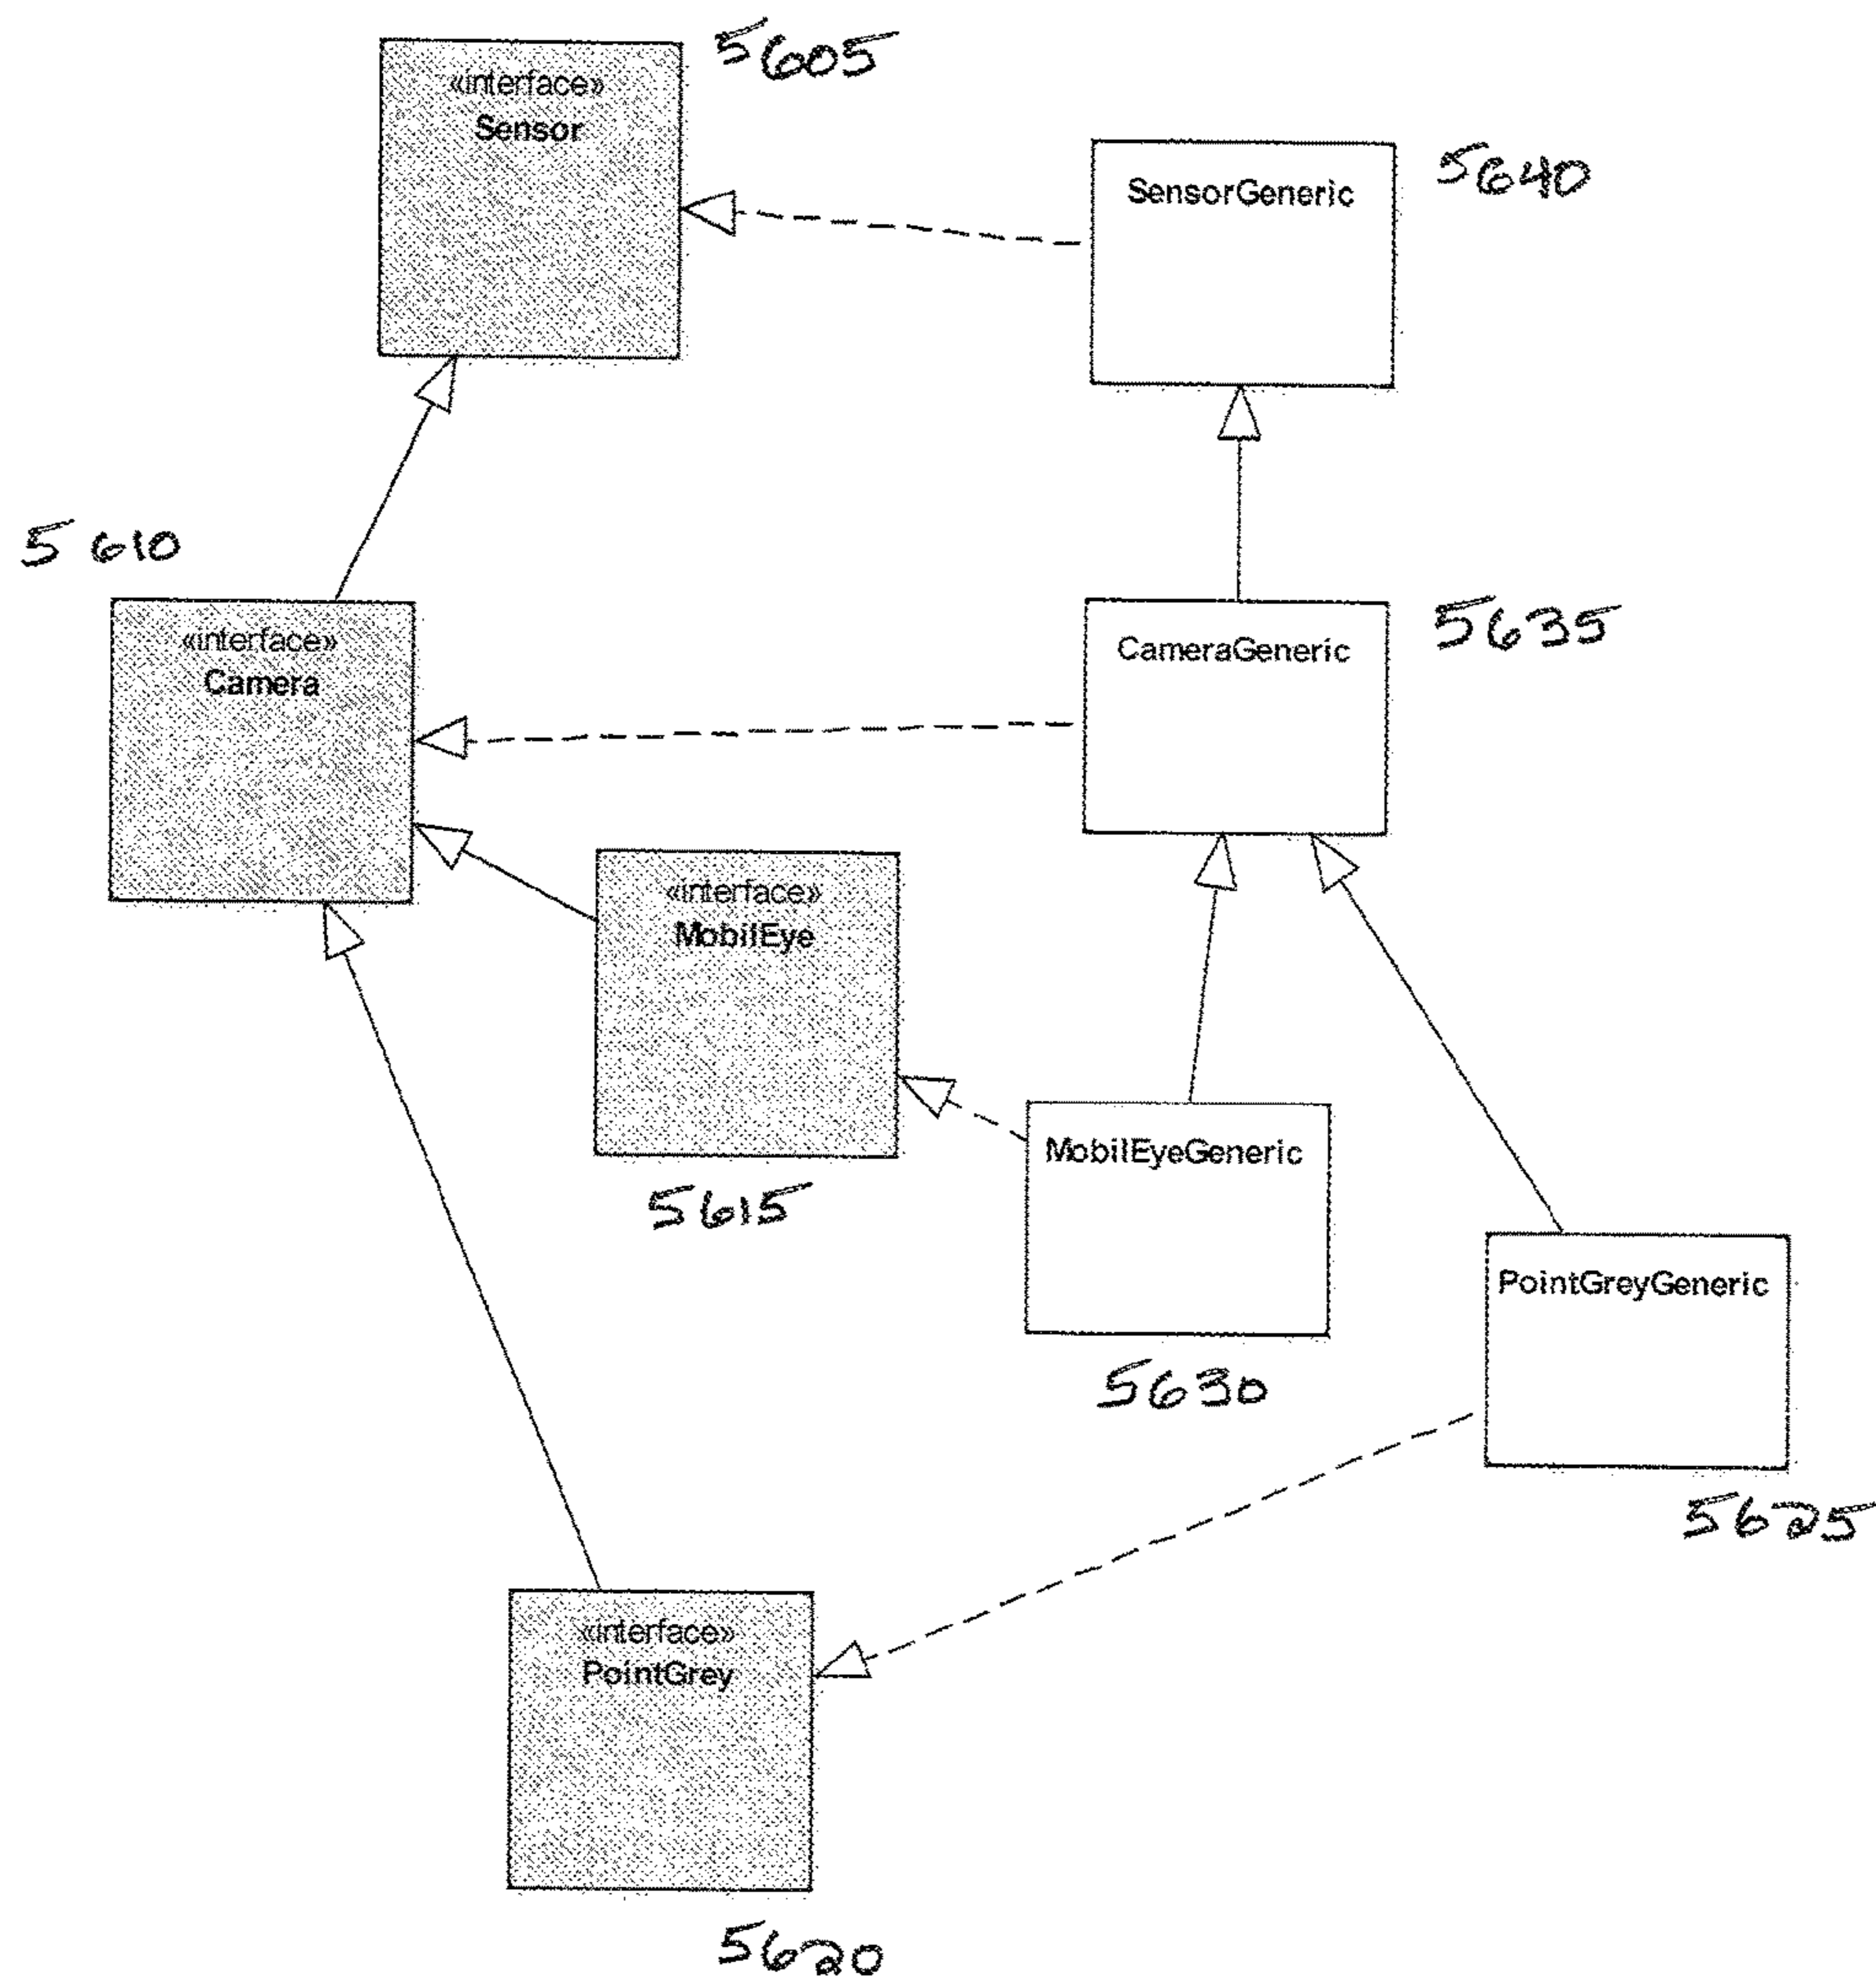 5605
«interface»
Sensor
SensorGeneric
5640
5610
«interface»
Camera
CameraGeneric
5635
«interface»
MobilEye
5615
MobilEyeGeneric
5630
PointGreyGeneric
5625
«interface»
PointGrey
5620